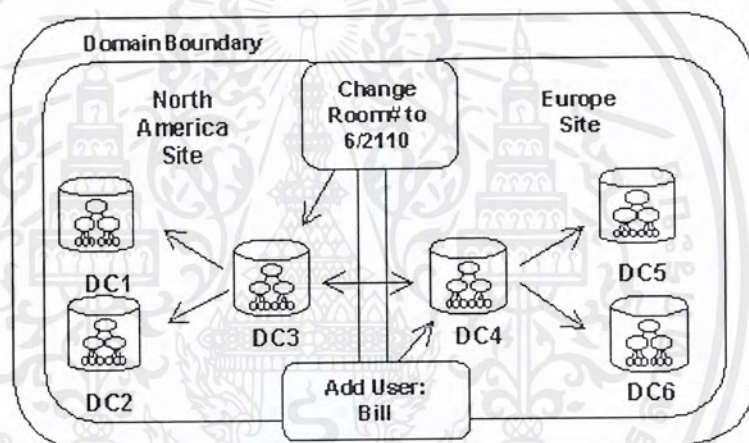 Domain Boundary
North
America
Site
Change
Room# to
6/2110
Europe
Site
DC1
DC2
DC3
DC4
DC5
DC6
Add User:
Bill